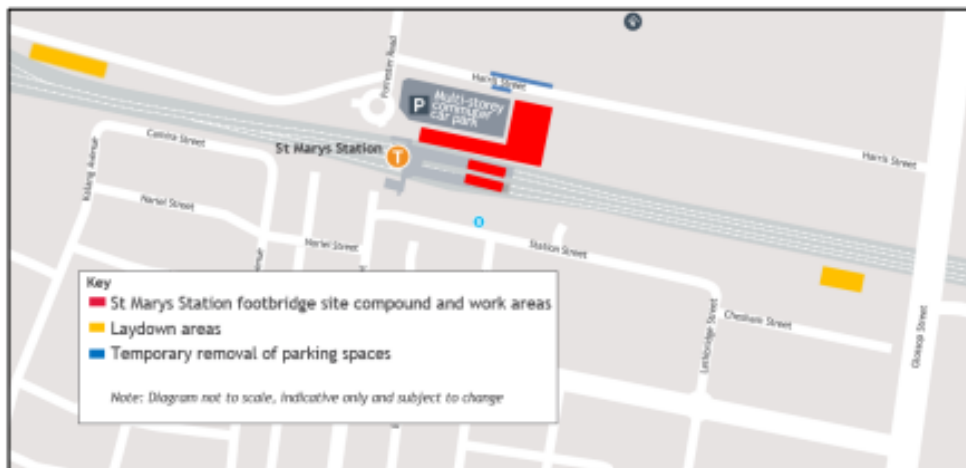 Forrester Road
Harris Street
P
Multi-storey
commuter
car park
St Marys Station
T
Camira Street
Harris Street
Kalang Avenue
Nariel Street
Nariel Street
Station Street
Key
St Marys Station footbridge site compound and work areas
Laydown areas
Temporary removal of parking spaces
Note: Diagram not to scale, indicative only and subject to change
Lethbridge Street
Chesham Street
Glossop Street